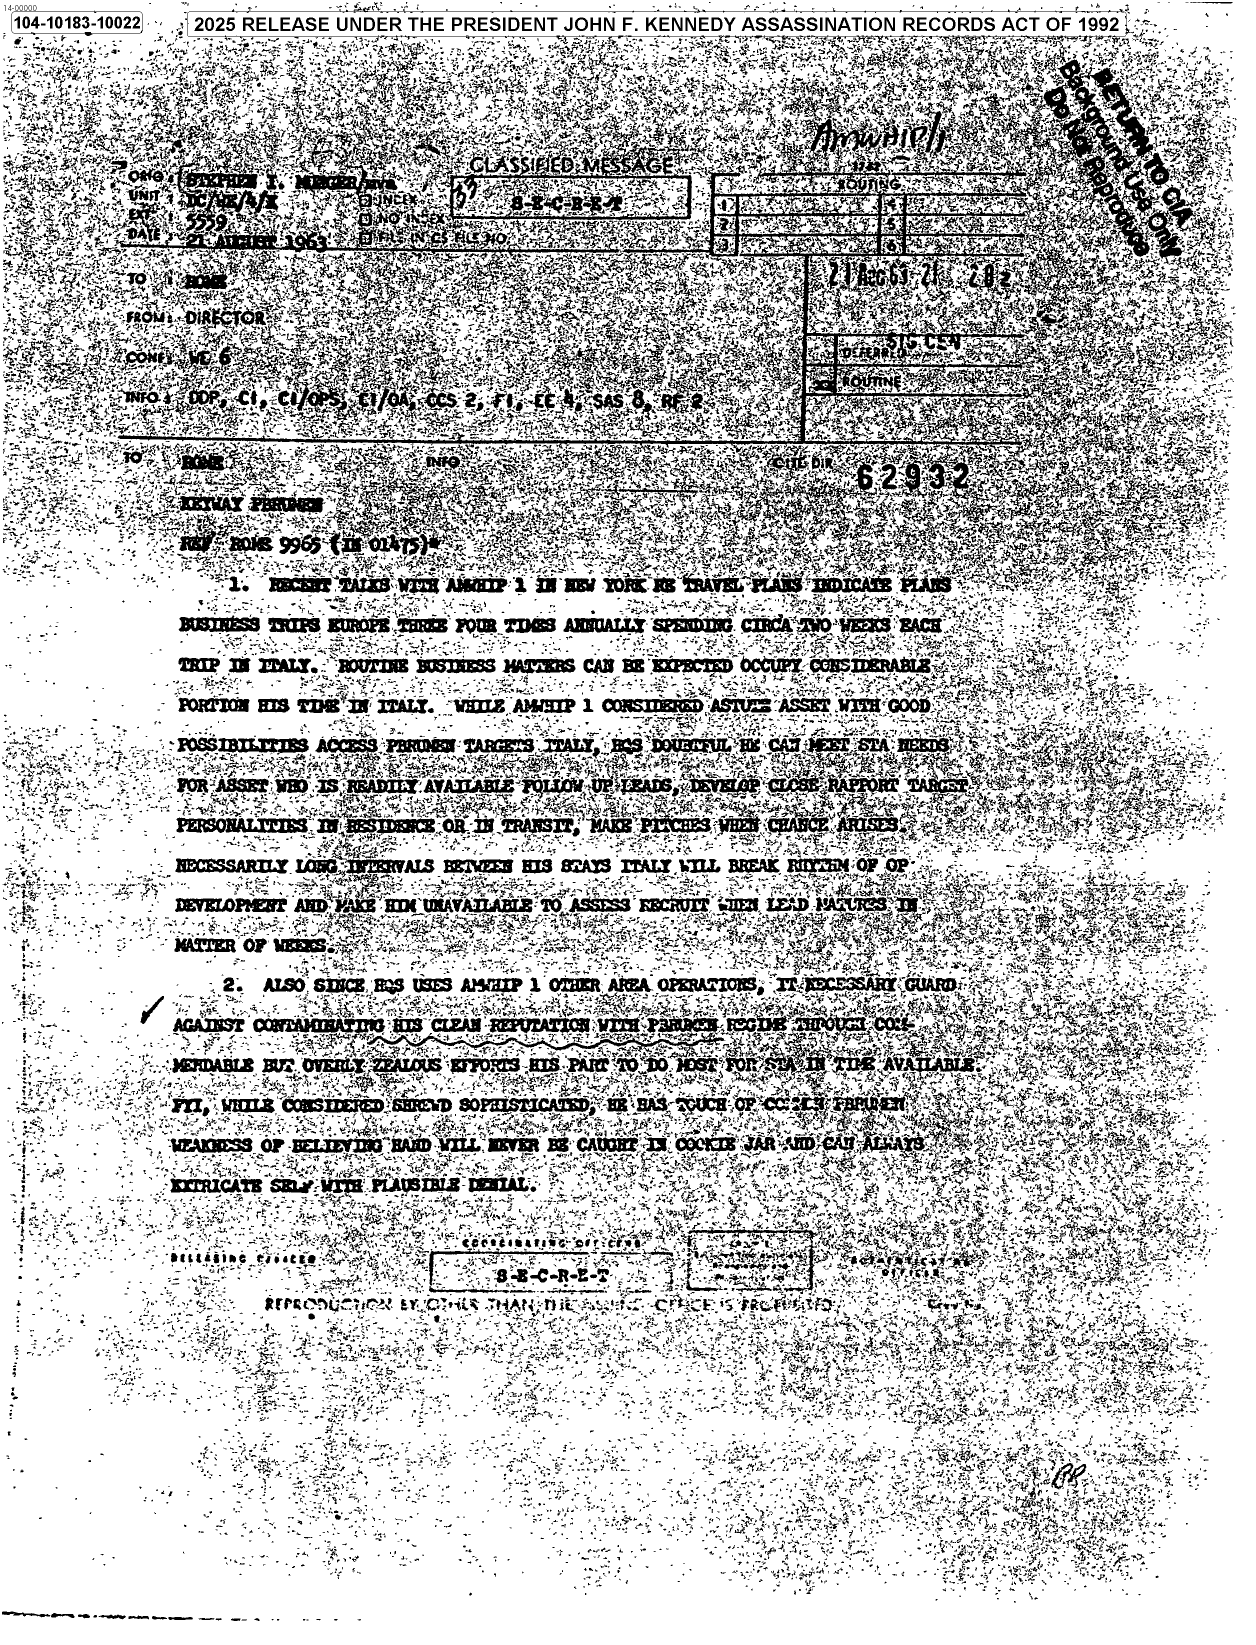 14-00000
104-10183-10022
2025 RELEASE UNDER THE PRESIDENT JOHN F. KENNEDY ASSASSINATION RECORDS ACT OF 1992
RETURN TO CIA
Background Use Only
Do Not Reproduce
AMWHIP/1
CLASSIFIED MESSAGE
ORIG : STEPHEN I.
UNIT :
EXT : 5559
DATE : 21 AUGUST 1963
INDEX
NO INDEX
FILE IN CS FILE NO.
33
S-E-C-R-E-T
ROUTING
1 4
2 5
3 6
TO : ROME
FROM: DIRECTOR
CONF: WE 6
INFO : DDP, CI, CI/OPS, CI/OA, CCS 2, FI, EE 4, SAS 8, RF 2
21 AUG 63 21 28z
SIG CEN
DEFERRED
ROUTINE
TO ROME INFO CITE DIR 62932
KEYWAY PBRUMEN
REF ROME 9965 (IN 01475)*
1. RECENT TALKS WITH AMWHIP 1 IN NEW YORK RE TRAVEL PLANS INDICATE PLANS
BUSINESS TRIPS EUROPE THREE FOUR TIMES ANNUALLY SPENDING CIRCA TWO WEEKS EACH
TRIP IN ITALY. ROUTINE BUSINESS MATTERS CAN BE EXPECTED OCCUPY CONSIDERABLE
PORTION HIS TIME IN ITALY. WHILE AMWHIP 1 CONSIDERED ASTUTE ASSET WITH GOOD
POSSIBILITIES ACCESS PBRUMEN TARGETS ITALY, HQS DOUBTFUL HE CAN MEET STA NEEDS
FOR ASSET WHO IS READILY AVAILABLE FOLLOW UP LEADS, DEVELOP CLOSE RAPPORT TARGET
PERSONALITIES IN RESIDENCE OR IN TRANSIT, MAKE PITCHES WHEN CHANCE ARISES.
NECESSARILY LONG INTERVALS BETWEEN HIS STAYS ITALY WILL BREAK RHYTHM OF OP
DEVELOPMENT AND MAKE HIM UNAVAILABLE TO ASSESS RECRUIT WHEN LEAD MATURES IN
MATTER OF WEEKS.
2. ALSO SINCE HQS USES AMWHIP 1 OTHER AREA OPERATIONS, IT NECESSARY GUARD
AGAINST CONTAMINATING HIS CLEAN REPUTATION WITH PBRUMEN REGIME THROUGH COM-
MENDABLE BUT OVERLY ZEALOUS EFFORTS HIS PART TO DO MOST FOR STA IN TIME AVAILABLE.
FYI, WHILE CONSIDERED SHREWD SOPHISTICATED, HE HAS TOUCH OF COMMON PBRUMEN
WEAKNESS OF BELIEVING HAND WILL NEVER BE CAUGHT IN COOKIE JAR AND CAN ALWAYS
EXTRICATE SELF WITH PLAUSIBLE DENIAL.
COORDINATING OFFICERS
RELEASING OFFICER
S-E-C-R-E-T
AUTHENTICATING
OFFICER
REPRODUCTION BY OTHER THAN THE ISSUING OFFICE IS PROHIBITED.
Copy No.